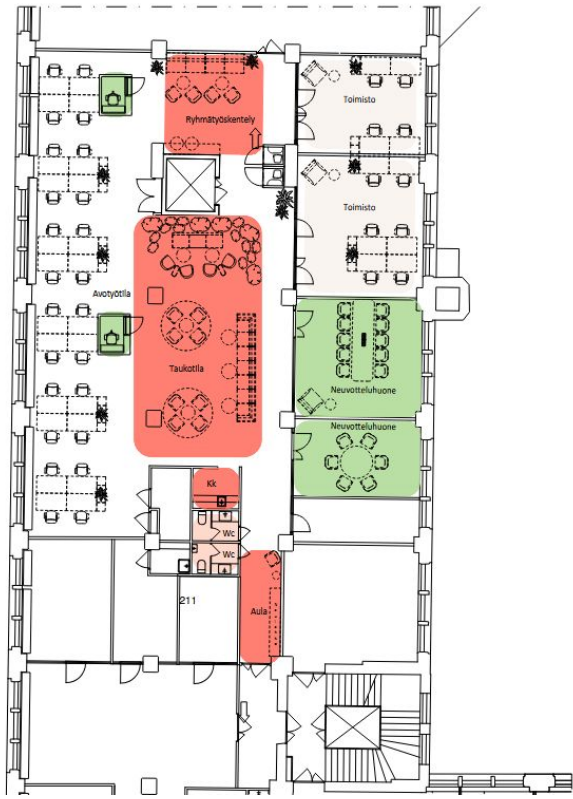 Ryhmätyöskentely
Toimisto
Toimisto
Avotyötila
Taukotila
Neuvotteluhuone
Neuvotteluhuone
Kk
Wc
Wc
211
Aula